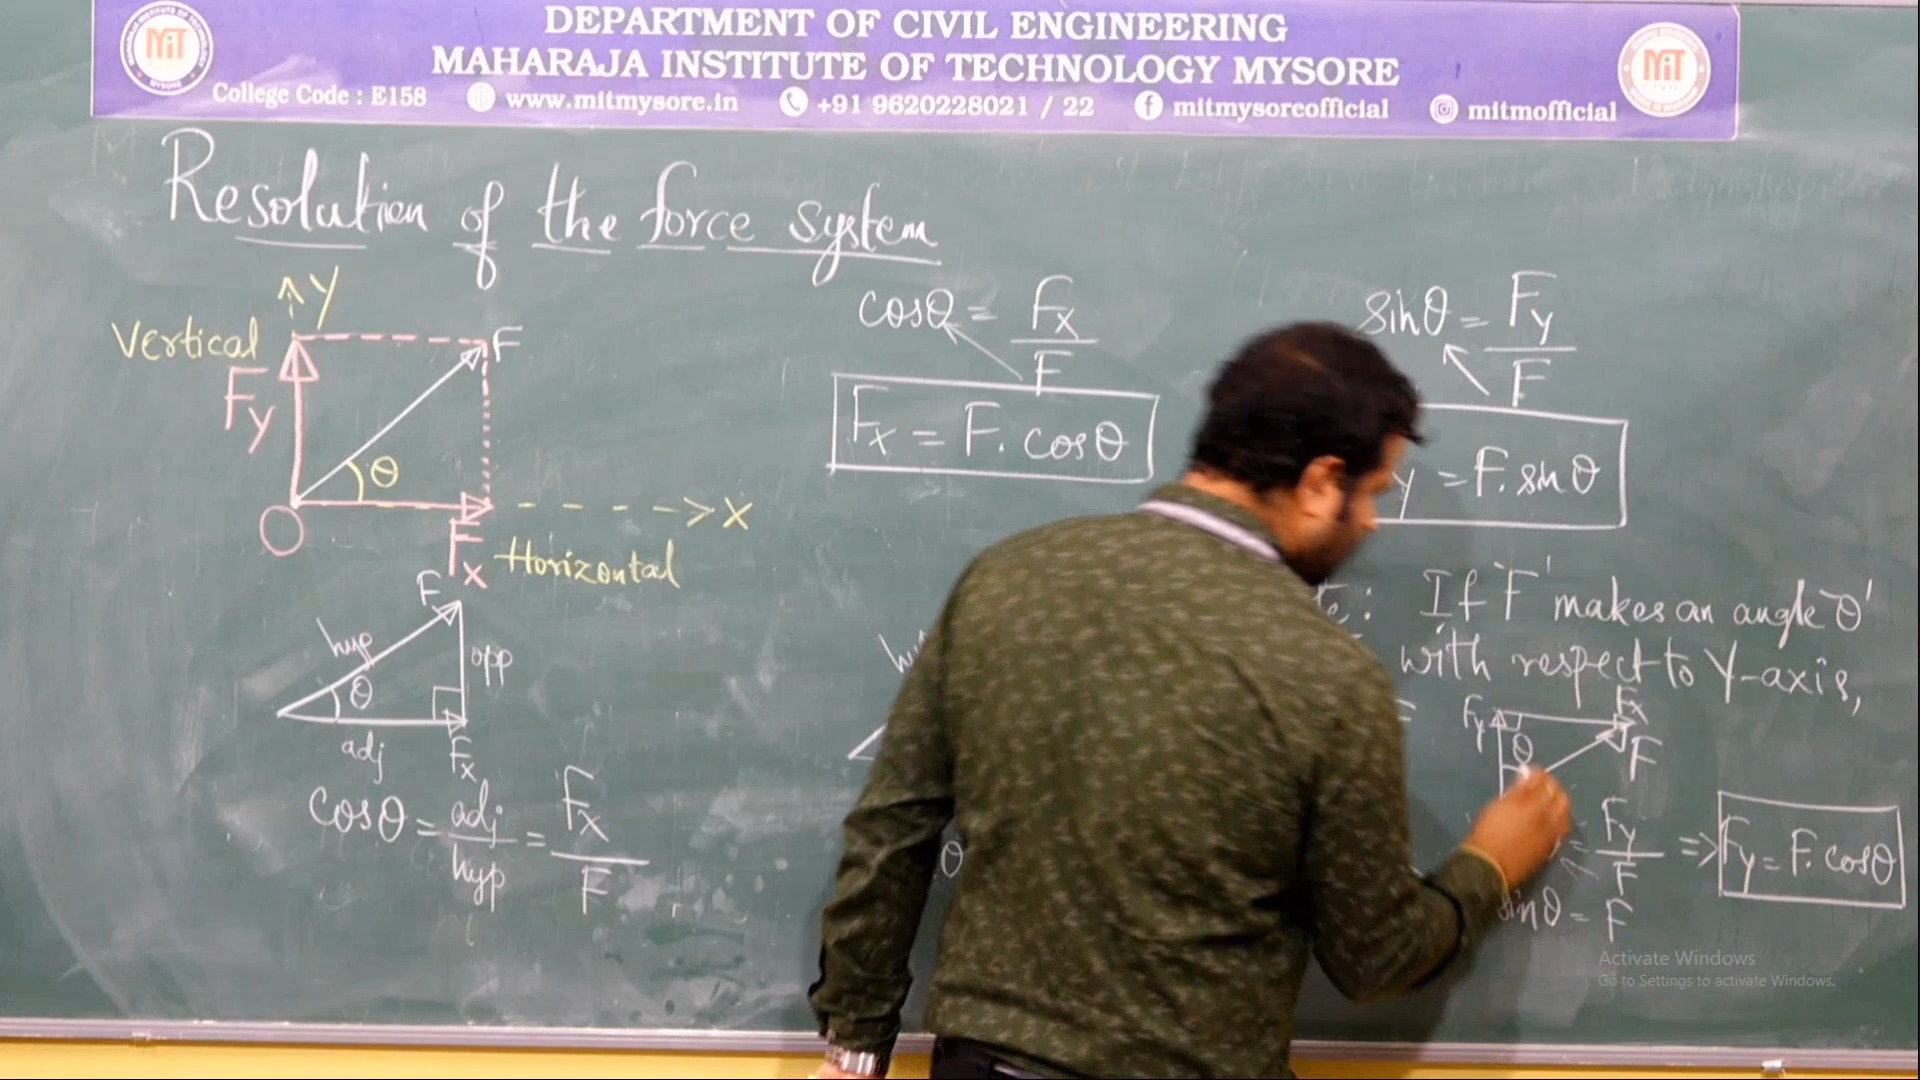 DEPARTMENT OF CIVIL ENGINEERING
MAHARAJA INSTITUTE OF TECHNOLOGY MYSORE
College Code : E158 www.mitmysore.in +91 9620228021 / 22 mitmysoreofficial mitmofficial
MIT
MIT
Resolution of the force system
Y
Vertical
F
Fy
θ
O
Fx
X
Horizontal
F
hyp
opp
θ
adj
Fx
cosθ = adj/hyp = Fx/F
cosθ = Fx/F
Fx = F. cosθ
θ
sinθ = Fy/F
y = F. sinθ
: If 'F' makes an angle 'θ'
with respect to Y-axis,
Fy
Fx
θ
F
= Fy/F => Fy = F. cosθ
sinθ = F
Activate Windows
Go to Settings to activate Windows.